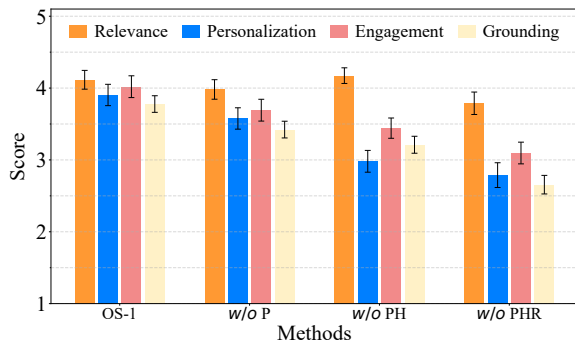 5
Relevance Personalization Engagement Grounding
4
3
2
1
Score
OS-1 w/o P w/o PH w/o PHR
Methods